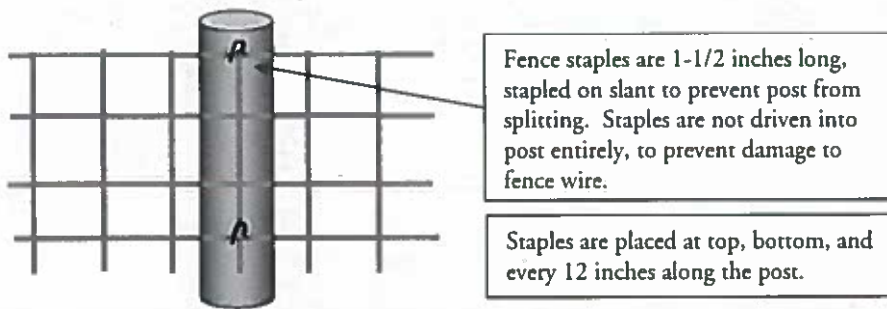 Fence staples are 1-1/2 inches long,
stapled on slant to prevent post from
splitting. Staples are not driven into
post entirely, to prevent damage to
fence wire.
Staples are placed at top, bottom, and
every 12 inches along the post.